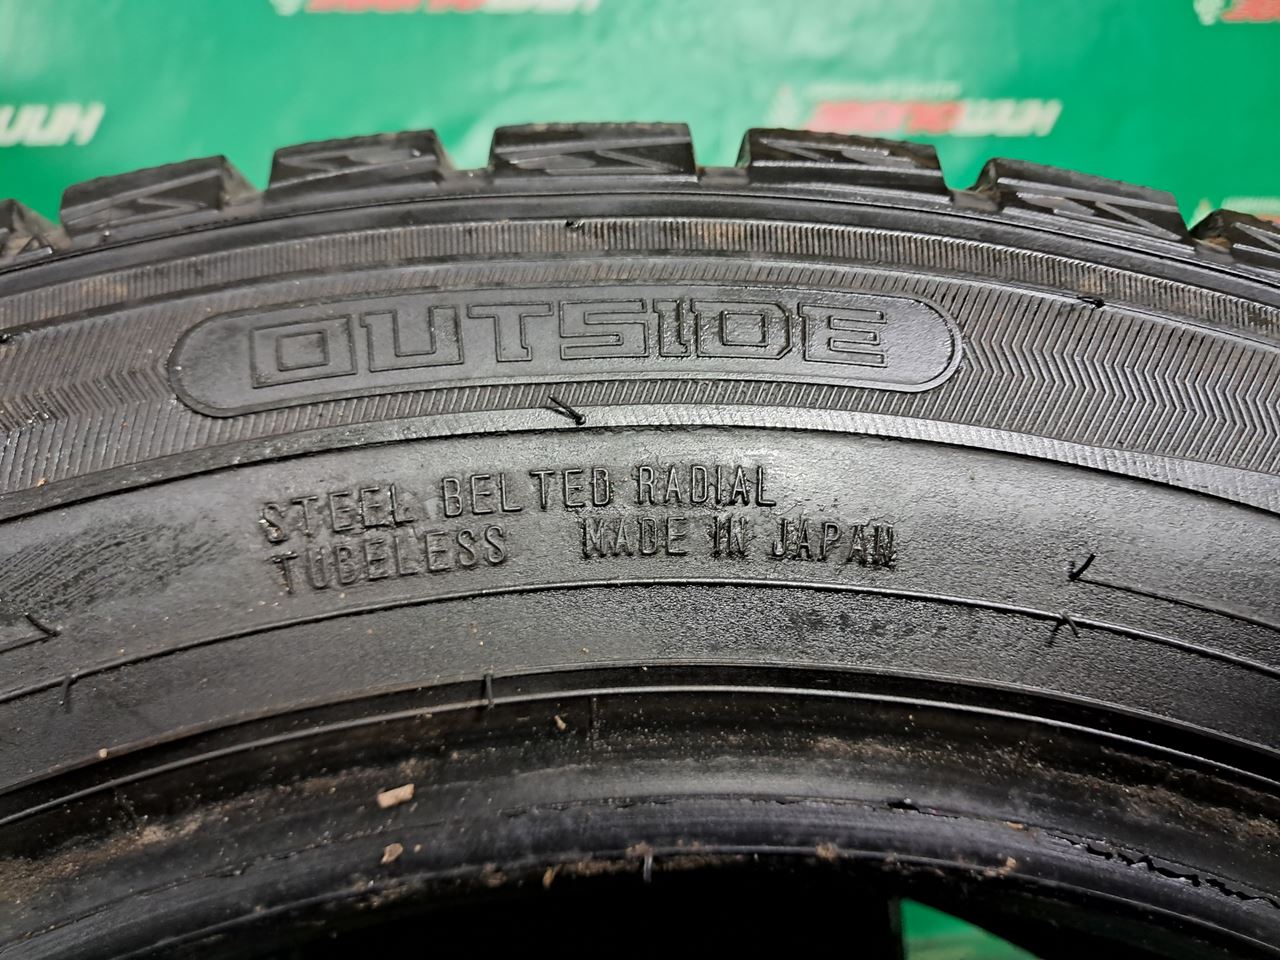 OUTSIDE
STEEL BELTED RADIAL
TUBELESS MADE IN JAPAN